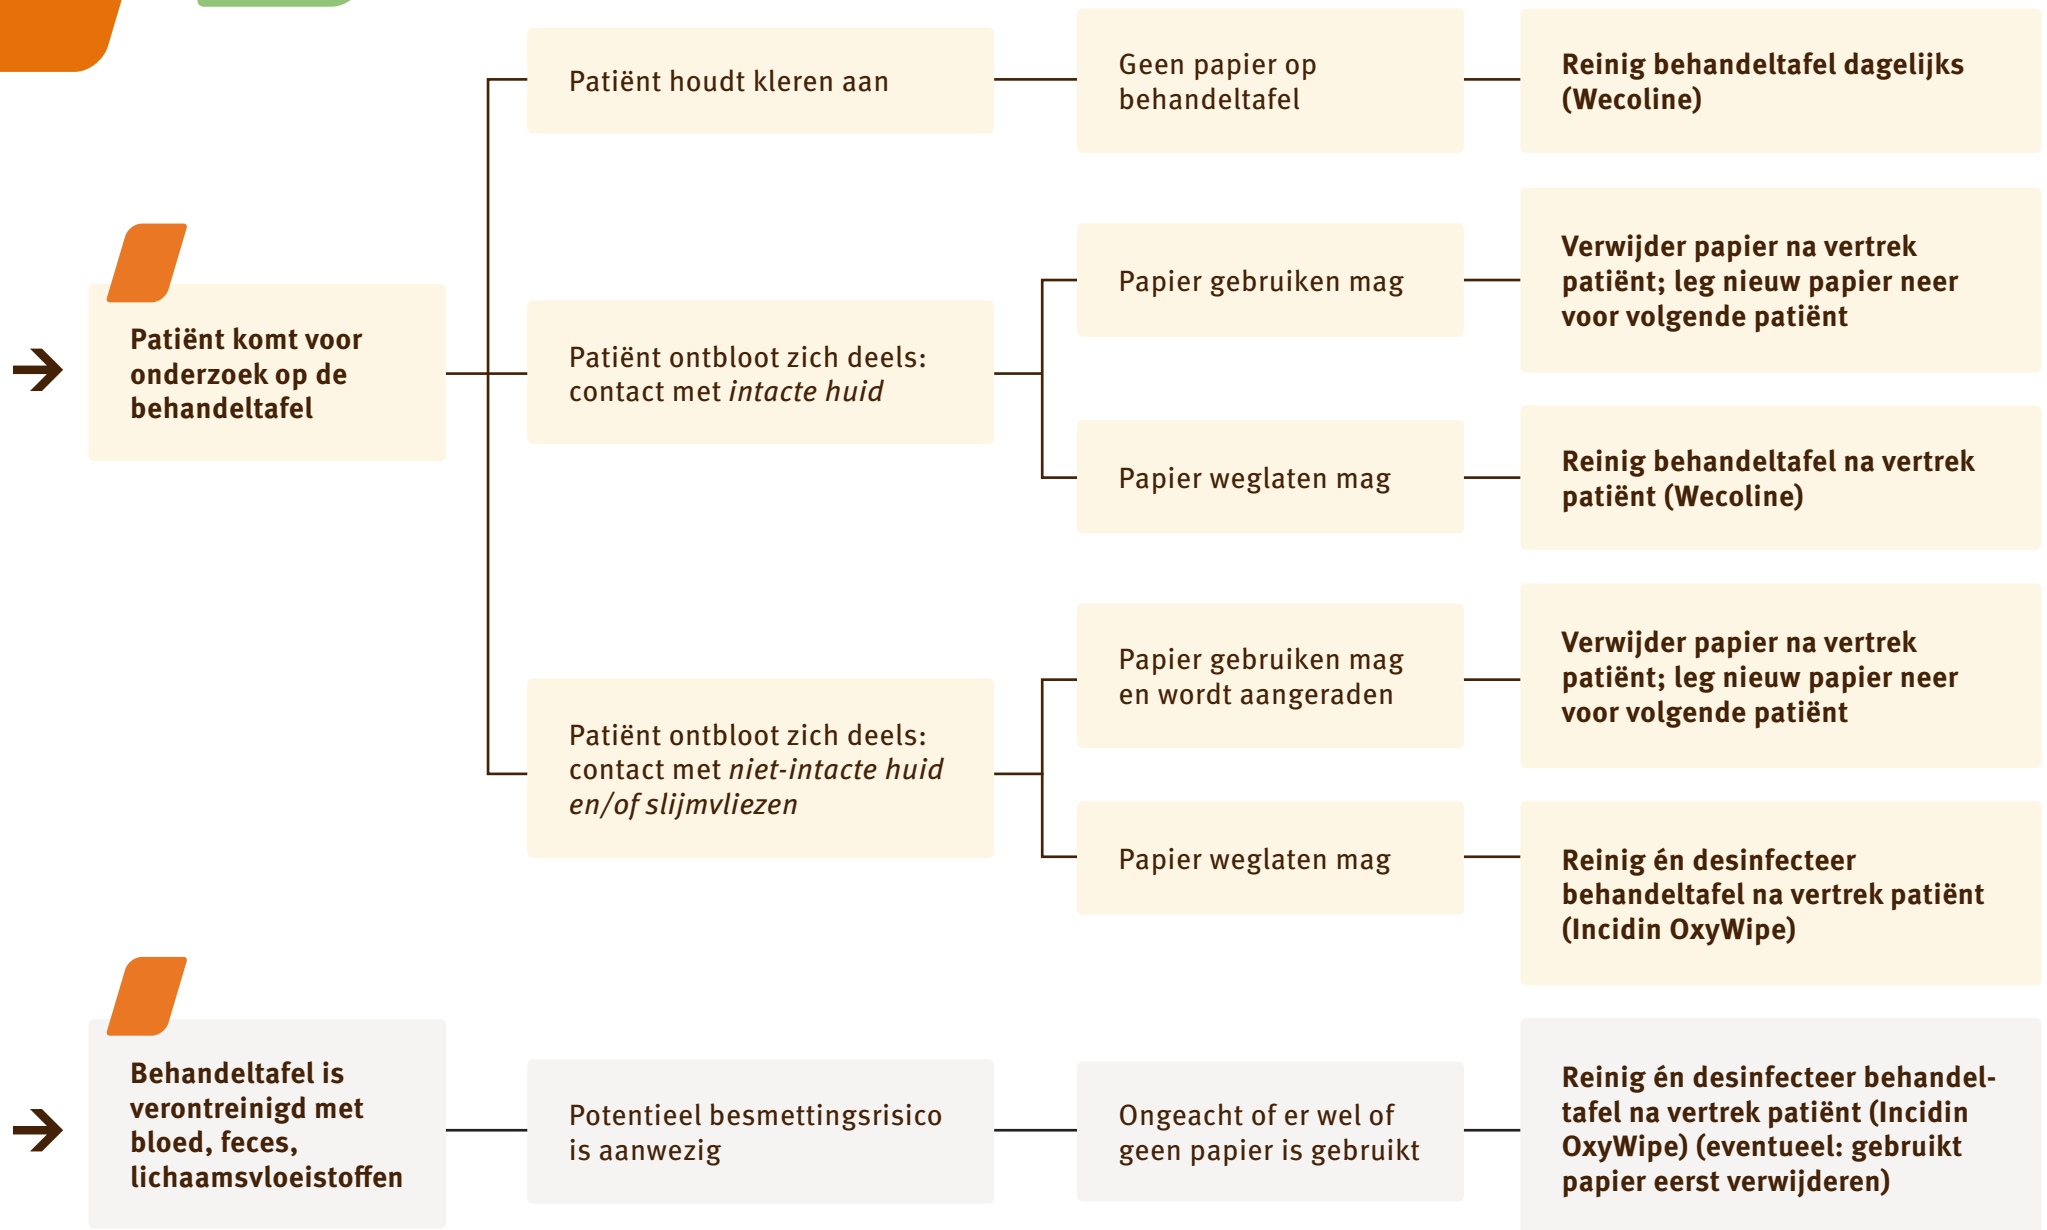 Patiënt houdt kleren aan
Geen papier op
behandeltafel
Reinig behandeltafel dagelijks
(Wecoline)
Patiënt komt voor
onderzoek op de
behandeltafel
Patiënt ontbloot zich deels:
contact met intacte huid
Papier gebruiken mag
Verwijder papier na vertrek
patiënt; leg nieuw papier neer
voor volgende patiënt
Papier weglaten mag
Reinig behandeltafel na vertrek
patiënt (Wecoline)
Patiënt ontbloot zich deels:
contact met niet-intacte huid
en/of slijmvliezen
Papier gebruiken mag
en wordt aangeraden
Verwijder papier na vertrek
patiënt; leg nieuw papier neer
voor volgende patiënt
Papier weglaten mag
Reinig én desinfecteer
behandeltafel na vertrek patiënt
(Incidin OxyWipe)
Behandeltafel is
verontreinigd met
bloed, feces,
lichaamsvloeistoffen
Potentieel besmettingsrisico
is aanwezig
Ongeacht of er wel of
geen papier is gebruikt
Reinig én desinfecteer behandel-
tafel na vertrek patiënt (Incidin
OxyWipe) (eventueel: gebruikt
papier eerst verwijderen)